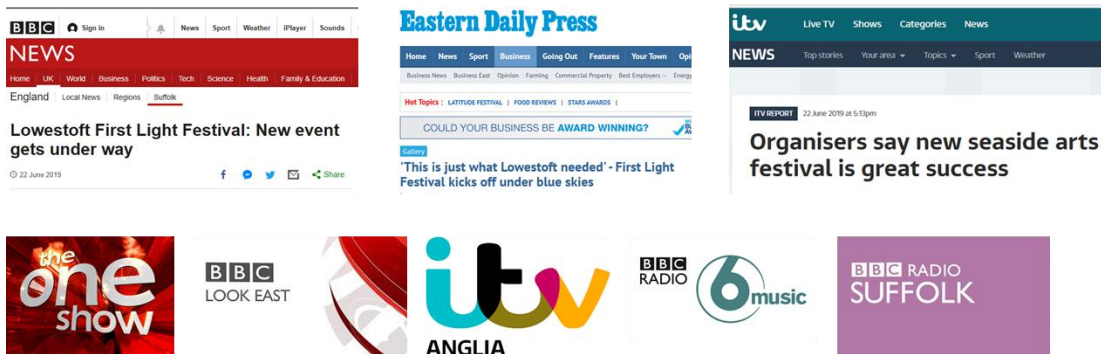 BBC Sign in News Sport Weather iPlayer Sounds
NEWS
Home UK World Business Politics Tech Science Health Family & Education
England Local News Regions Suffolk
Lowestoft First Light Festival: New event
gets under way
22 June 2019 Share
Eastern Daily Press
Home News Sport Business Going Out Features Your Town Opi
Business News Business East Opinion Farming Commercial Property Best Employers Energy
Hot Topics : LATITUDE FESTIVAL | FOOD REVIEWS | STARS AWARDS |
COULD YOUR BUSINESS BE AWARD WINNING?
Gallery
'This is just what Lowestoft needed' - First Light
Festival kicks off under blue skies
itv Live TV Shows Categories News
NEWS Top stories Your area Topics Sport Weather
ITV REPORT 22 June 2019 at 5:13pm
Organisers say new seaside arts
festival is great success
the
one
show
BBC
LOOK EAST
itv
ANGLIA
BBC
RADIO
6 music
BBC RADIO
SUFFOLK